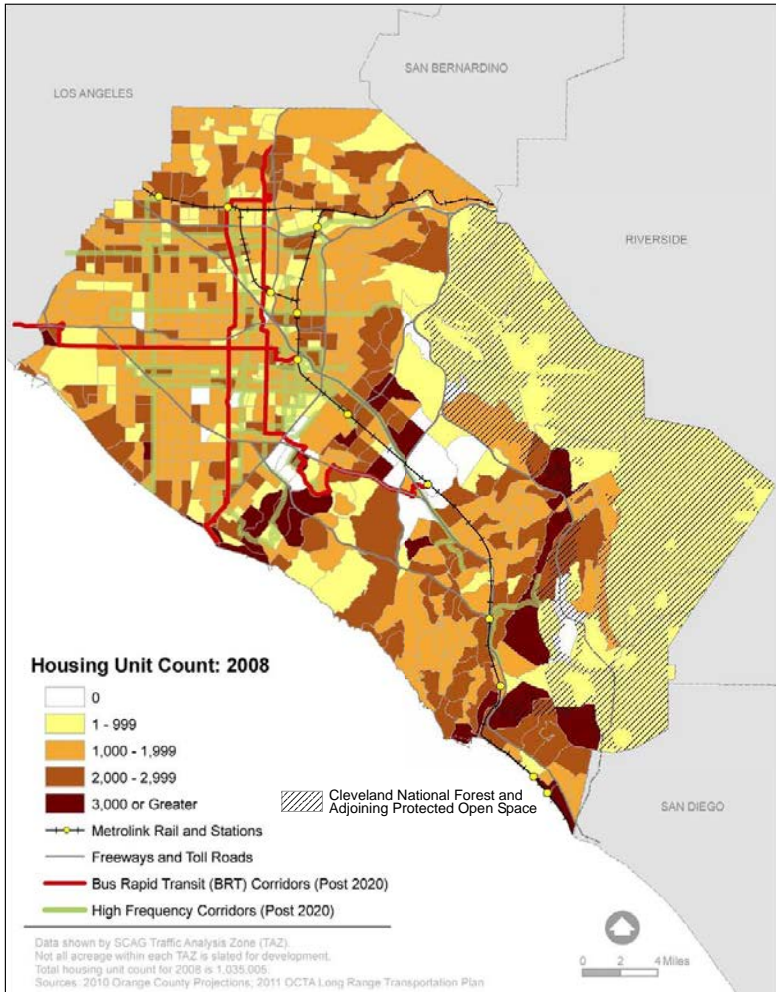 SAN BERNARDINO
LOS ANGELES
RIVERSIDE
Housing Unit Count: 2008
0
1 - 999
1,000 - 1,999
2,000 - 2,999
3,000 or Greater
Cleveland National Forest and
Adjoining Protected Open Space
SAN DIEGO
Metrolink Rail and Stations
Freeways and Toll Roads
Bus Rapid Transit (BRT) Corridors (Post 2020)
High Frequency Corridors (Post 2020)
Data shown by SCAG Traffic Analysis Zone (TAZ).
Not all acreage within each TAZ is slated for development.
Total housing unit count for 2008 is 1,035,005.
Sources: 2010 Orange County Projections; 2011 OCTA Long Range Transportation Plan
0 2 4 Miles